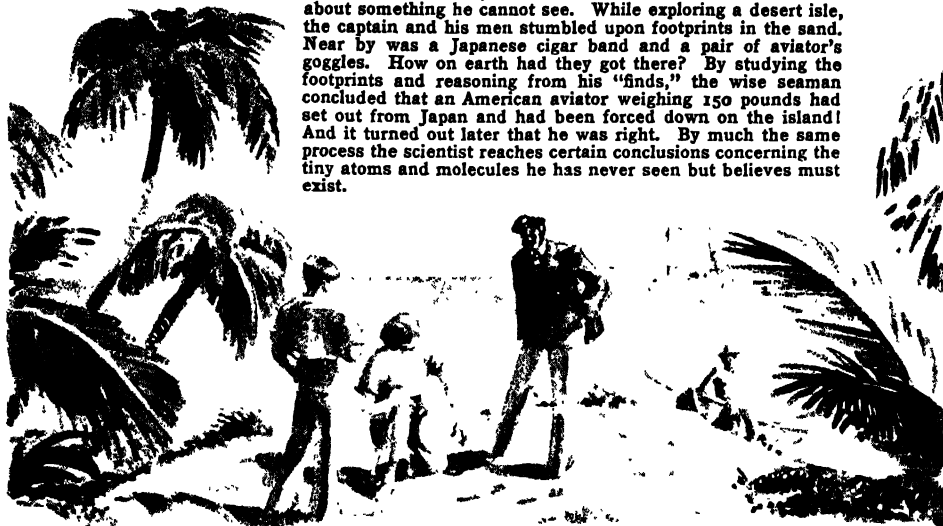 about something he cannot see. While exploring a desert isle,
the captain and his men stumbled upon footprints in the sand.
Near by was a Japanese cigar band and a pair of aviator's
goggles. How on earth had they got there? By studying the
footprints and reasoning from his "finds," the wise seaman
concluded that an American aviator weighing 150 pounds had
set out from Japan and had been forced down on the island!
And it turned out later that he was right. By much the same
process the scientist reaches certain conclusions concerning the
tiny atoms and molecules he has never seen but believes must
exist.